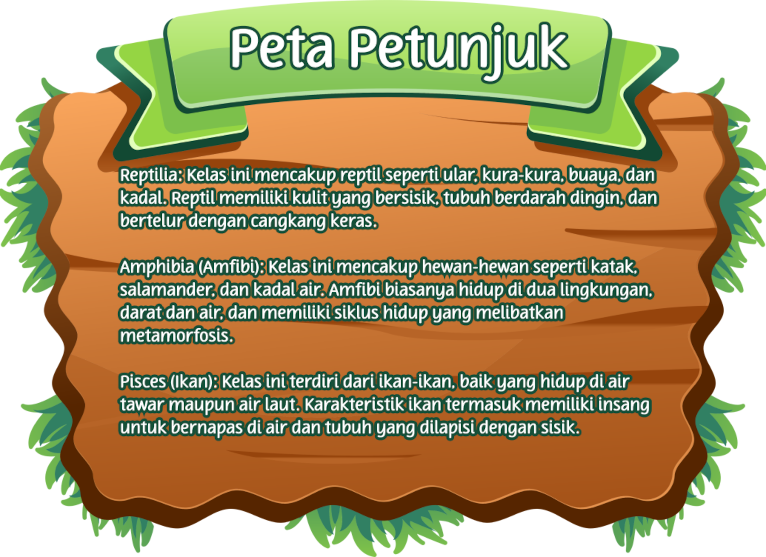 Peta Petunjuk
Reptilia: Kelas ini mencakup reptil seperti ular, kura-kura, buaya, dan
kadal. Reptil memiliki kulit yang bersisik, tubuh berdarah dingin, dan
bertelur dengan cangkang keras.
Amphibia (Amfibi): Kelas ini mencakup hewan-hewan seperti katak,
salamander, dan kadal air. Amfibi biasanya hidup di dua lingkungan,
darat dan air, dan memiliki siklus hidup yang melibatkan
metamorfosis.
Pisces (Ikan): Kelas ini terdiri dari ikan-ikan, baik yang hidup di air
tawar maupun air laut. Karakteristik ikan termasuk memiliki insang
untuk bernapas di air dan tubuh yang dilapisi dengan sisik.